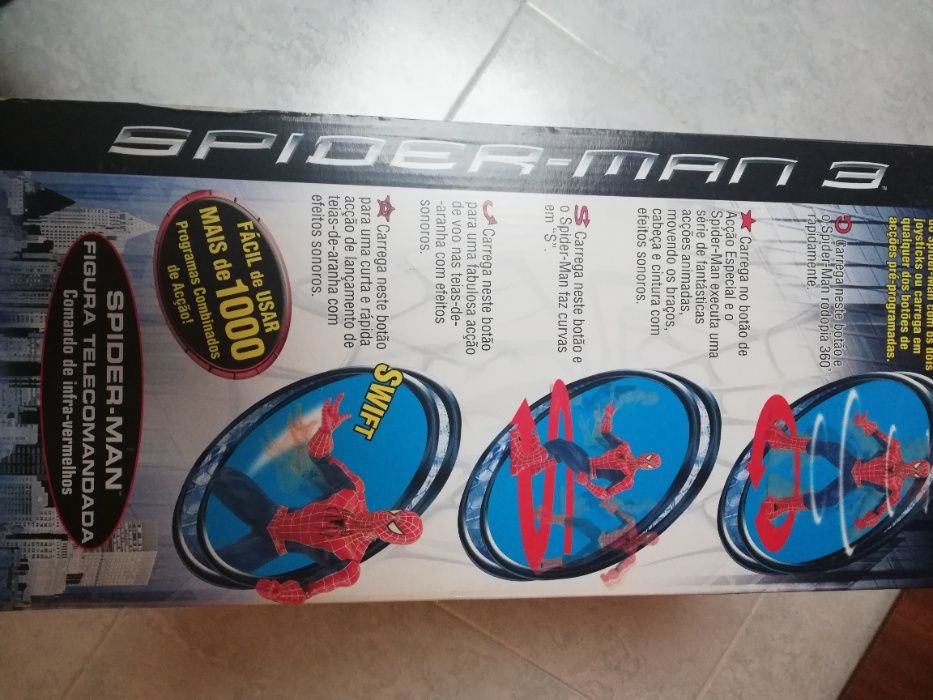 SPIDER-MAN 3™
do Spider-Man com os dois
joysticks ou carrega em
qualquer dos botões de
acções pré-programadas.
Carrega neste botão e
o Spider-Man rodopia 360°
rapidamente.
Carrega no botão de
Acção Especial e o
Spider-Man executa uma
série de fantásticas
acções animadas,
movendo os braços,
cabeça e cintura com
efeitos sonoros.
Carrega neste botão e
o Spider-Man faz curvas
em "S".
Carrega neste botão
para uma fabulosa acção
de voo nas teias-de-
-aranha com efeitos
sonoros.
Carrega neste botão
para uma curta e rápida
acção de lançamento de
teias-de-aranha com
efeitos sonoros.
SWIFT
FÁCIL de USAR
MAIS de 1000
Programas Combinados
de Acção!
SPIDER-MAN™
FIGURA TELECOMANDADA
Comando de infra-vermelhos